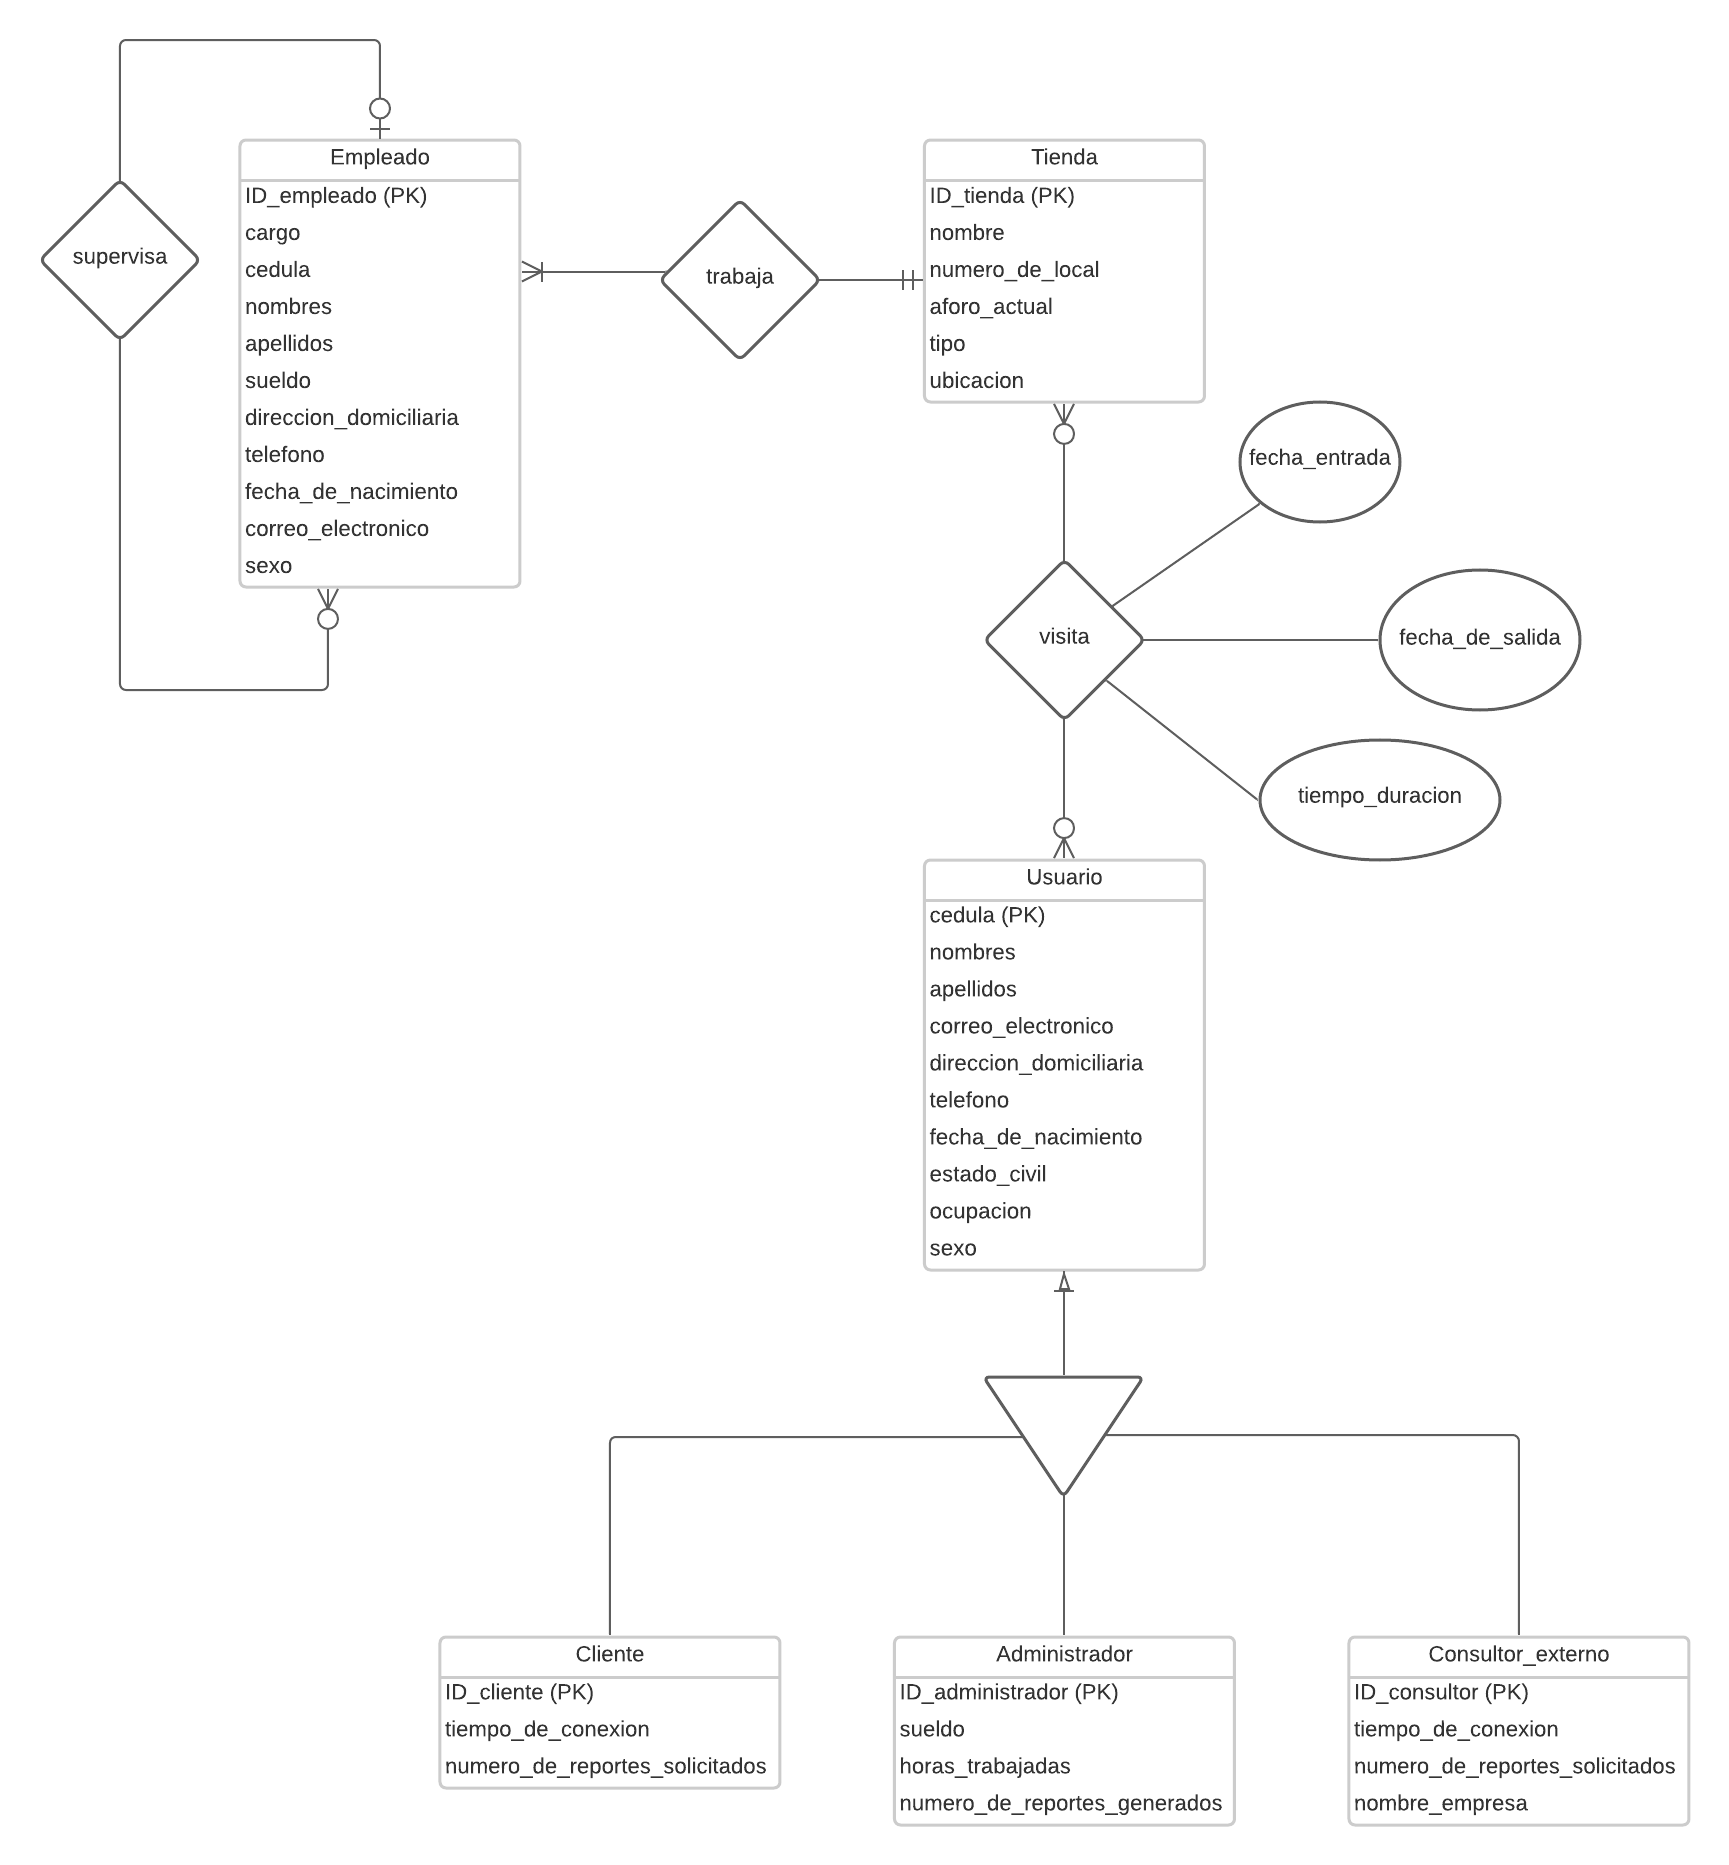 Empleado
ID_empleado (PK)
cargo
cedula
nombres
apellidos
sueldo
direccion_domiciliaria
telefono
fecha_de_nacimiento
correo_electronico
sexo
supervisa
trabaja
Tienda
ID_tienda (PK)
nombre
numero_de_local
aforo_actual
tipo
ubicacion
fecha_entrada
visita
fecha_de_salida
tiempo_duracion
Usuario
cedula (PK)
nombres
apellidos
correo_electronico
direccion_domiciliaria
telefono
fecha_de_nacimiento
estado_civil
ocupacion
sexo
Cliente
ID_cliente (PK)
tiempo_de_conexion
numero_de_reportes_solicitados
Administrador
ID_administrador (PK)
sueldo
horas_trabajadas
numero_de_reportes_generados
Consultor_externo
ID_consultor (PK)
tiempo_de_conexion
numero_de_reportes_solicitados
nombre_empresa